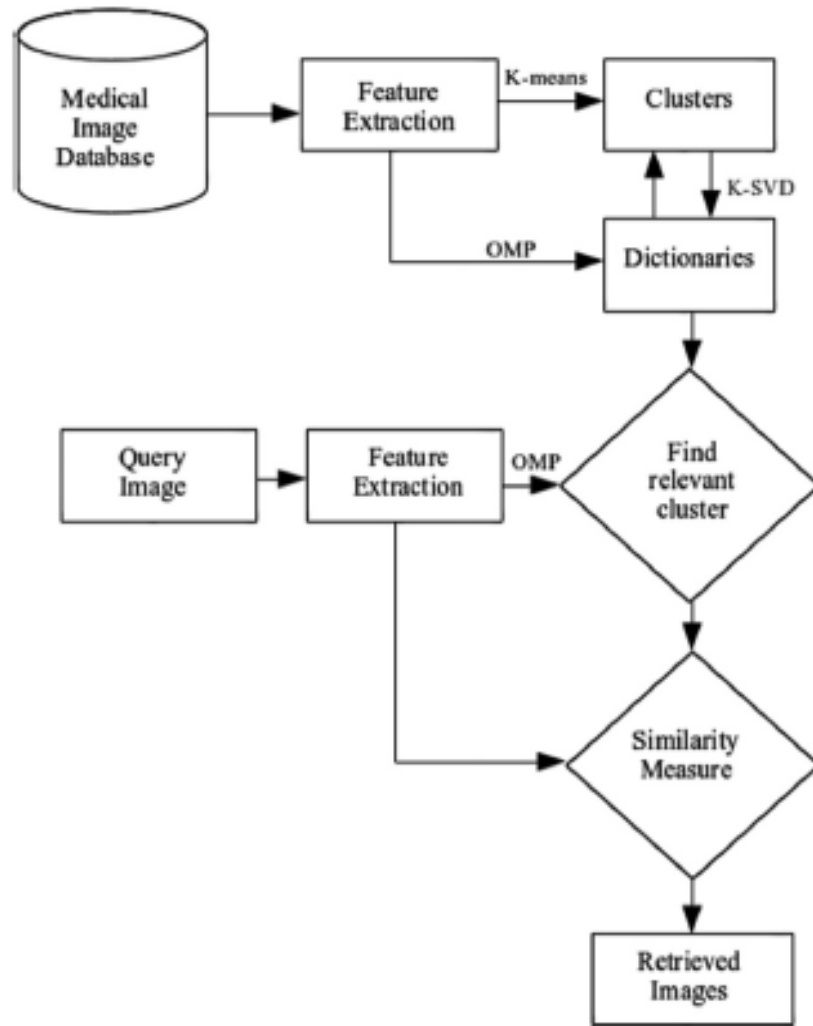 Medical
Image
Database
Feature
Extraction
K-means
Clusters
K-SVD
OMP
Dictionaries
Query
Image
Feature
Extraction
OMP
Find
relevant
cluster
Similarity
Measure
Retrieved
Images